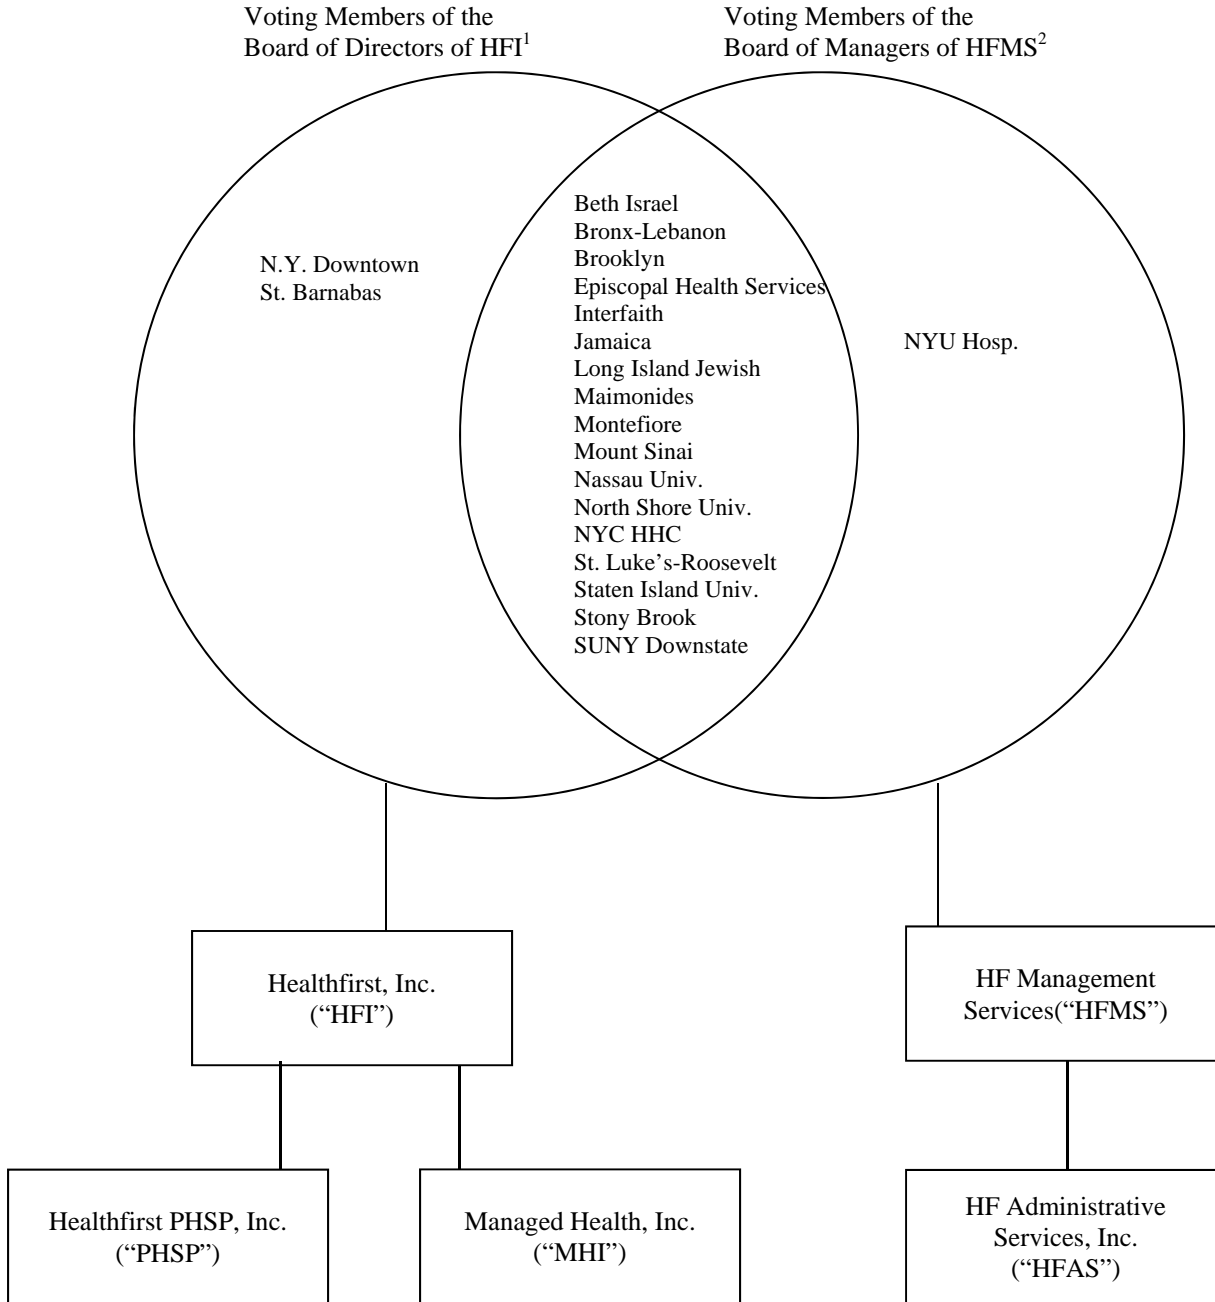 Voting Members of the
Board of Directors of HFI¹
Voting Members of the
Board of Managers of HFMS²
N.Y. Downtown
St. Barnabas
Beth Israel
Bronx-Lebanon
Brooklyn
Episcopal Health Services
Interfaith
Jamaica
Long Island Jewish
Maimonides
Montefiore
Mount Sinai
Nassau Univ.
North Shore Univ.
NYC HHC
St. Luke’s-Roosevelt
Staten Island Univ.
Stony Brook
SUNY Downstate
NYU Hosp.
Healthfirst, Inc.
(“HFI”)
HF Management
Services(“HFMS”)
Healthfirst PHSP, Inc.
(“PHSP”)
Managed Health, Inc.
(“MHI”)
HF Administrative
Services, Inc.
(“HFAS”)